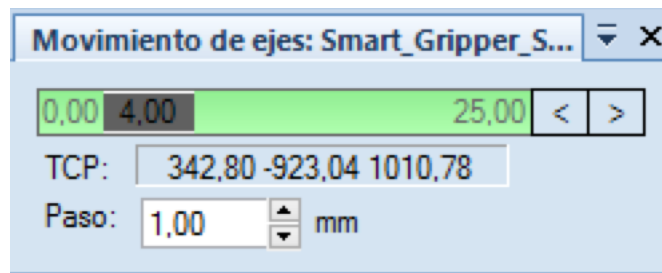 Movimiento de ejes: Smart_Gripper_S...
0,00 4,00 25,00 < >
TCP: 342,80 -923,04 1010,78
Paso: 1,00 mm